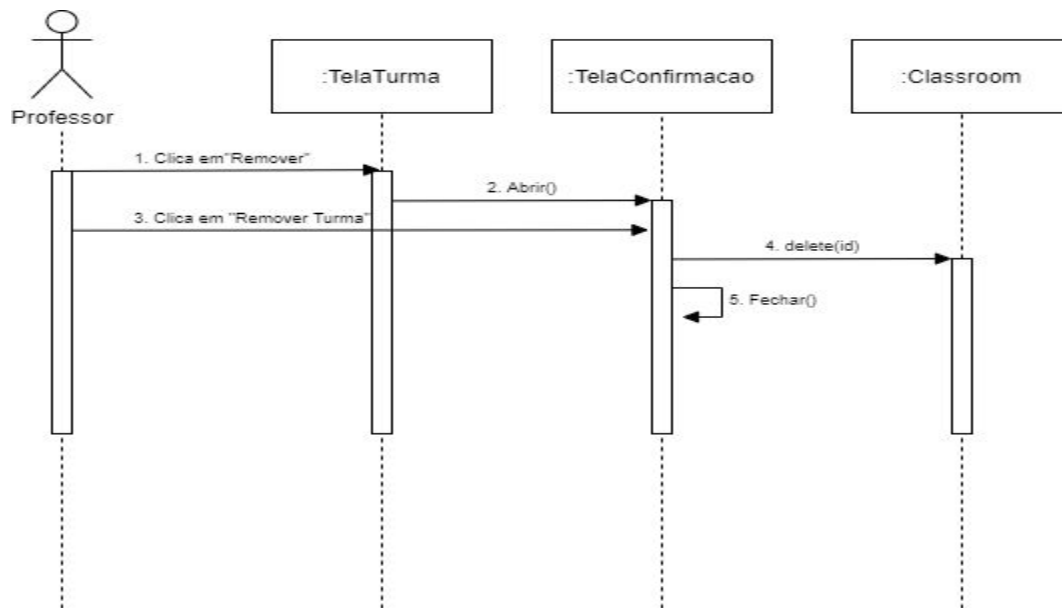 :TelaTurma
:TelaConfirmacao
:Classroom
Professor
1. Clica em"Remover"
2. Abrir()
3. Clica em "Remover Turma"
4. delete(id)
5. Fechar()